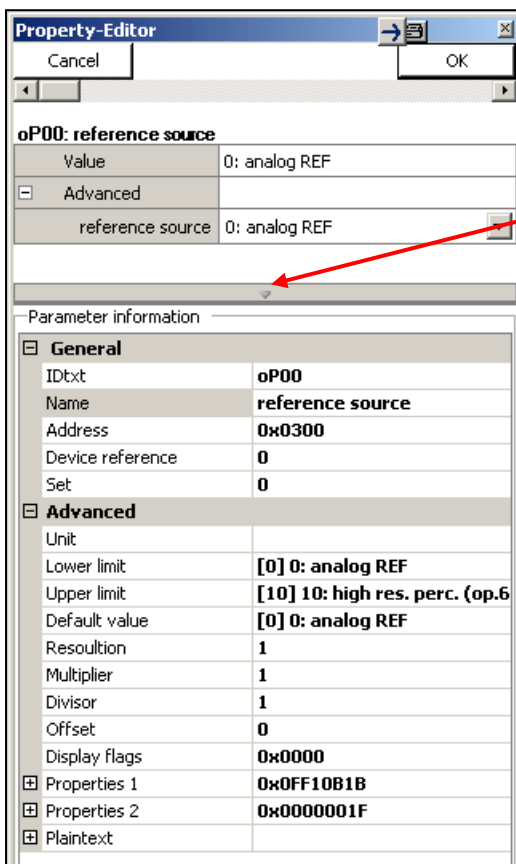 Property-Editor
Cancel OK
oP00: reference source
Value 0: analog REF
Advanced
reference source 0: analog REF
Parameter information
General
IDtxt oP00
Name reference source
Address 0x0300
Device reference 0
Set 0
Advanced
Unit
Lower limit [0] 0: analog REF
Upper limit [10] 10: high res. perc. (op.6
Default value [0] 0: analog REF
Resoultion 1
Multiplier 1
Divisor 1
Offset 0
Display flags 0x0000
Properties 1 0x0FF10B1B
Properties 2 0x0000001F
Plaintext